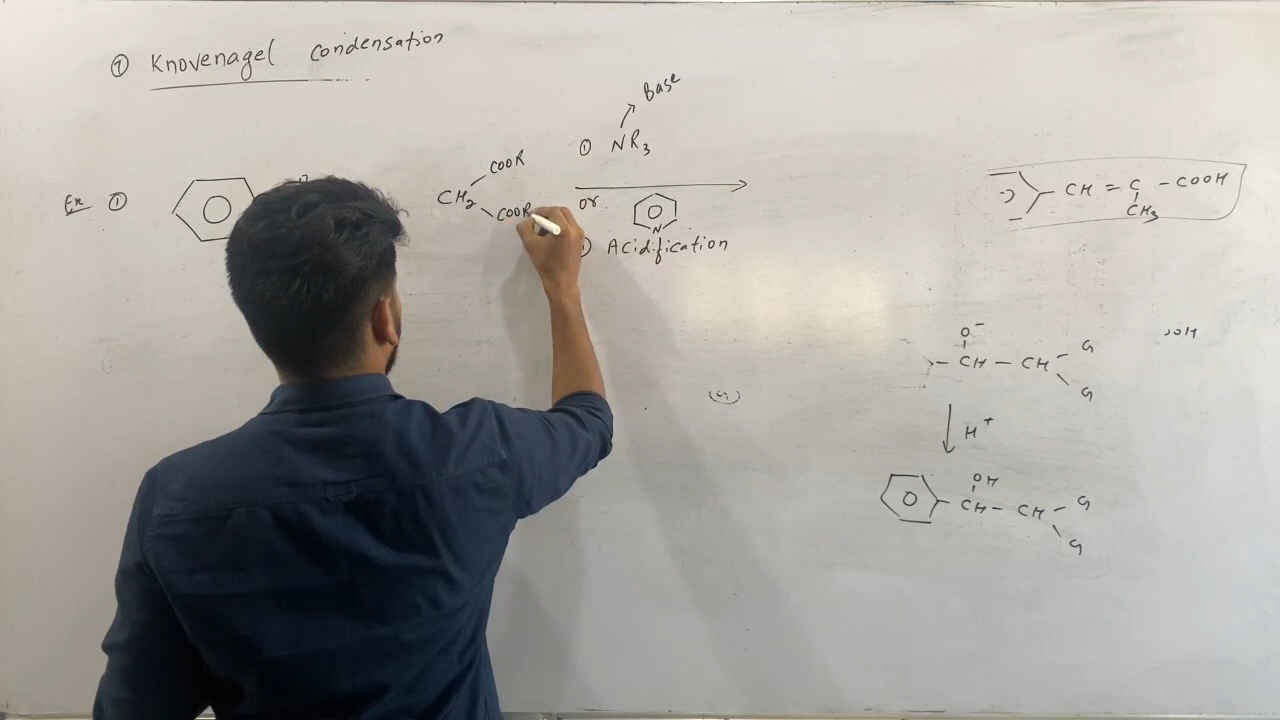 ① Knovenagel condensation
Base
① NR3
Ex ①
CH2
COOR
COOR
or
N
Acidification
CH = C - COOH
CH3
O-
CH - CH
G
G
H+
OH
CH - CH
G
G
(G)